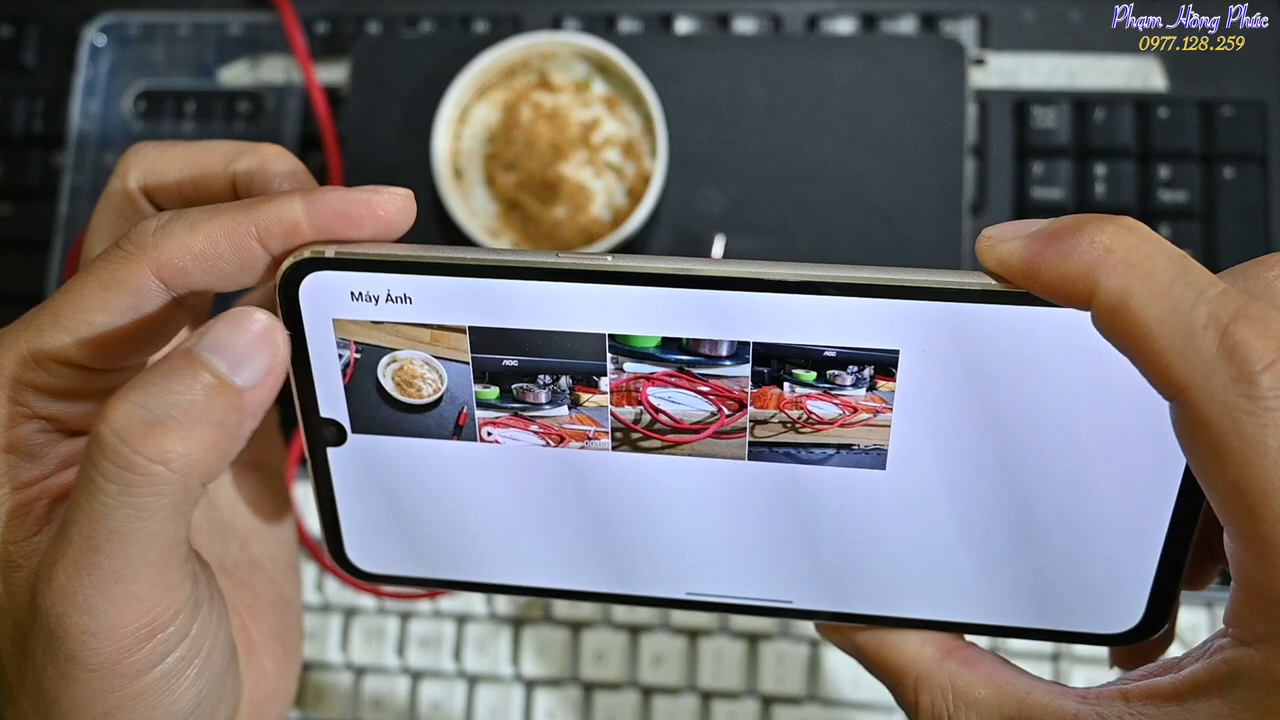 Phạm Hồng Phúc
0977.128.259
Máy Ảnh
AOC
AOC